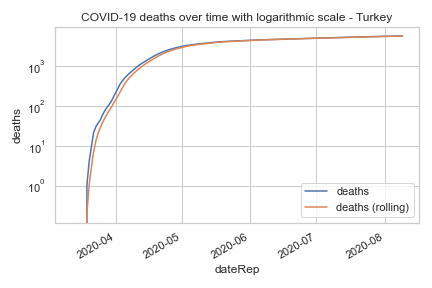 COVID-19 deaths over time with logarithmic scale - Turkey
deaths
10³
10²
10¹
10⁰
deaths
deaths (rolling)
2020-04
2020-05
2020-06
2020-07
2020-08
dateRep